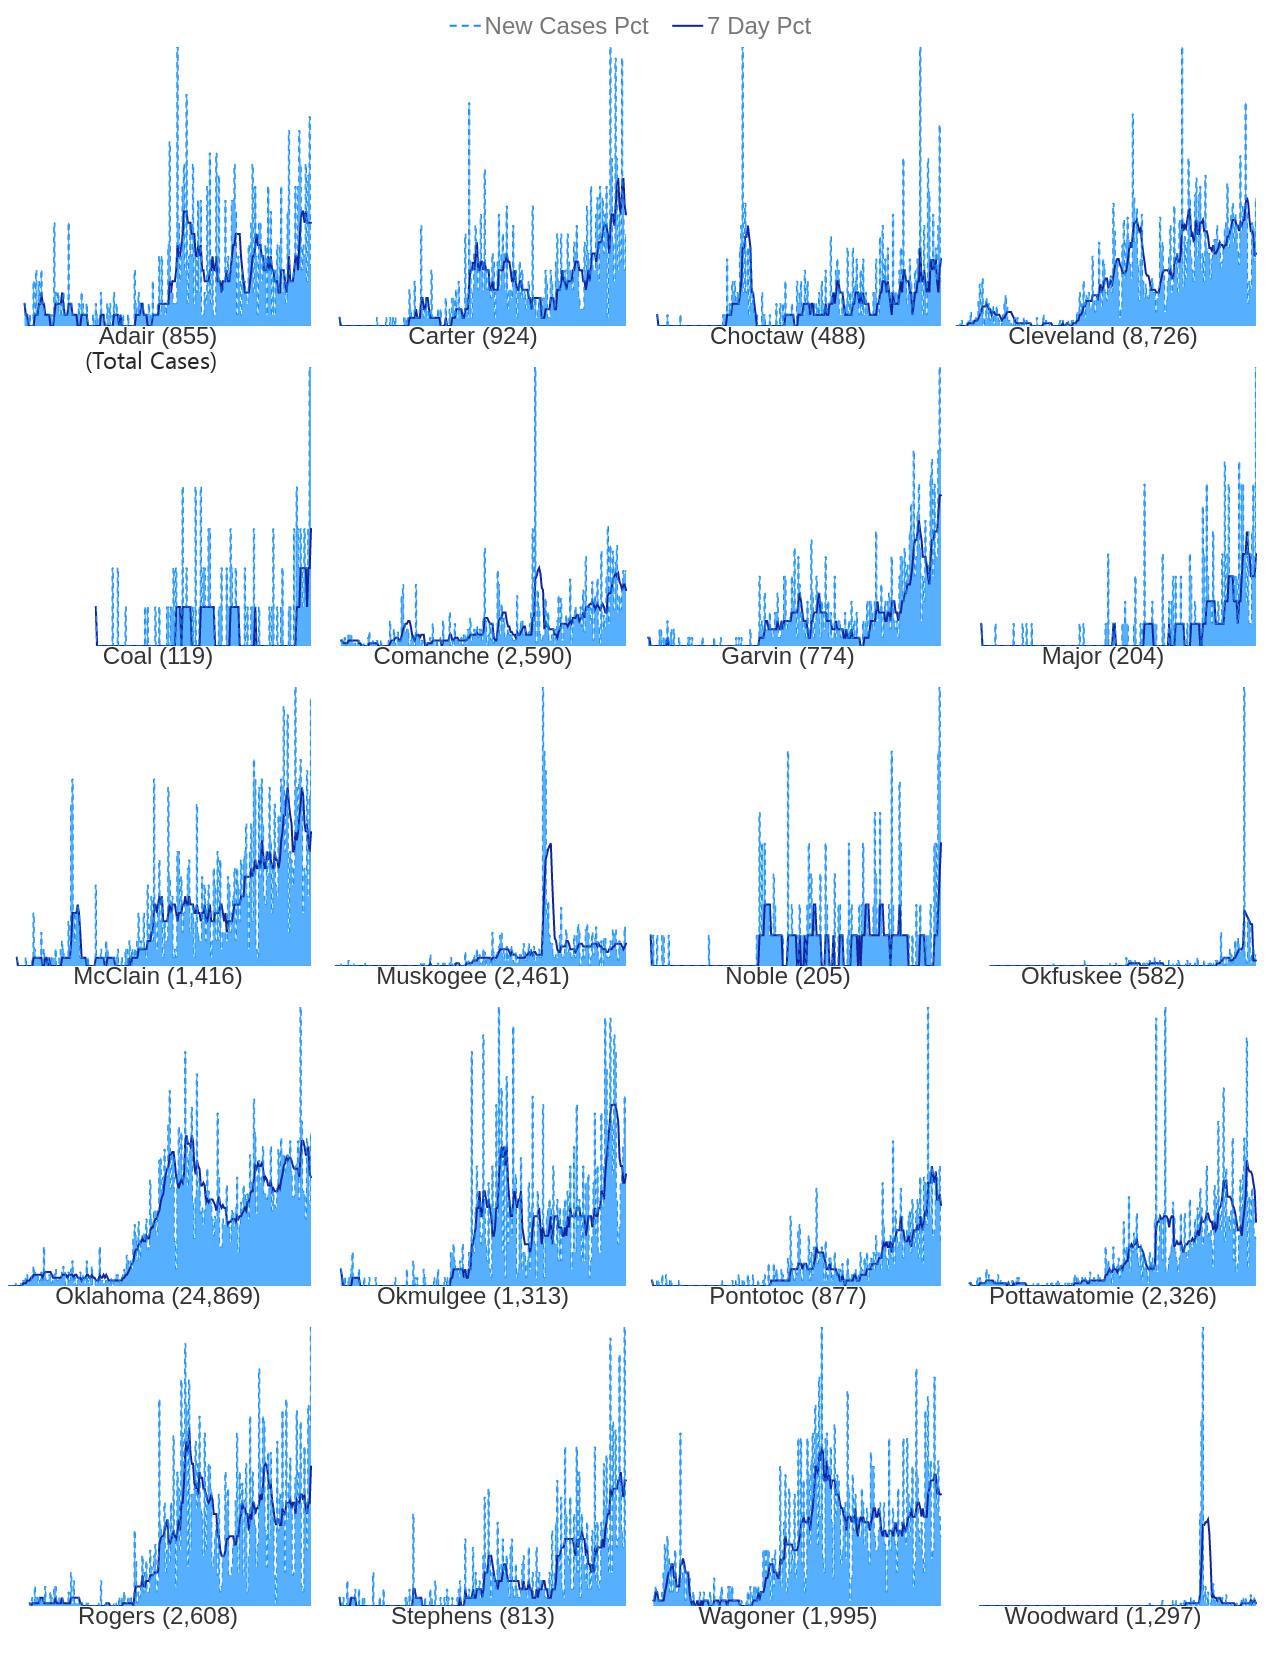 New Cases Pct 7 Day Pct
Adair (855) Carter (924) Choctaw (488) Cleveland (8,726)
(Total Cases)
Coal (119) Comanche (2,590) Garvin (774) Major (204)
McClain (1,416) Muskogee (2,461) Noble (205) Okfuskee (582)
Oklahoma (24,869) Okmulgee (1,313) Pontotoc (877) Pottawatomie (2,326)
Rogers (2,608) Stephens (813) Wagoner (1,995) Woodward (1,297)